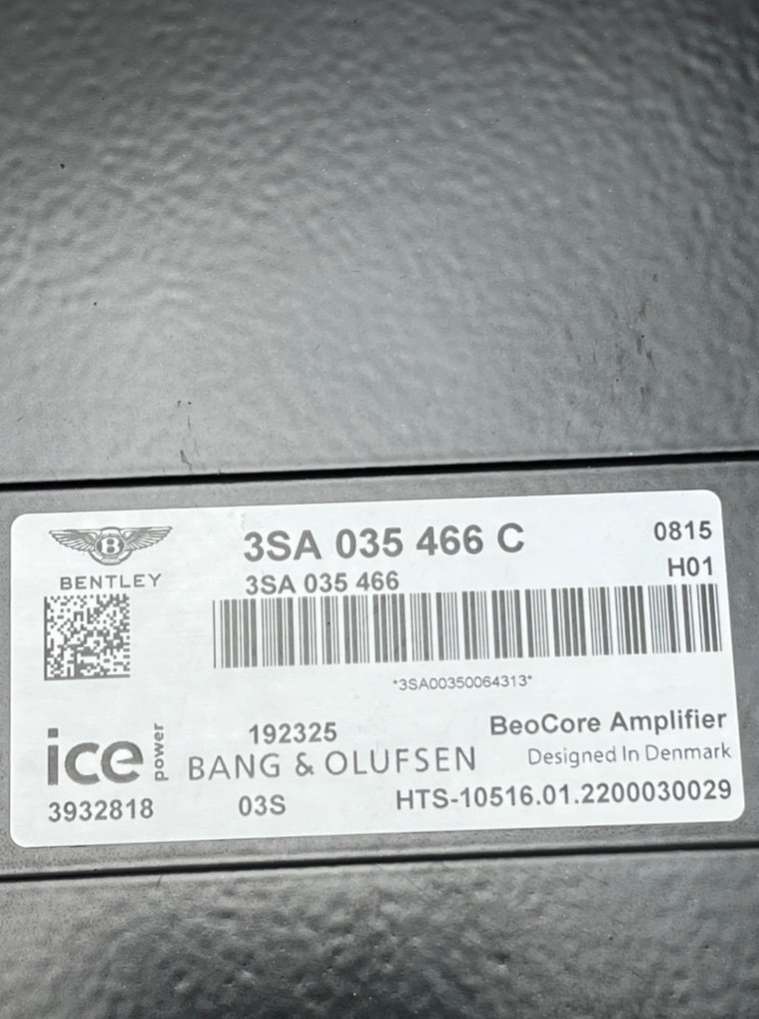 B
BENTLEY
3SA 035 466 C
0815
3SA 035 466
H01
*3SA00350064313*
ice
power
192325
BeoCore Amplifier
BANG & OLUFSEN
Designed In Denmark
3932818
03S
HTS-10516.01.2200030029